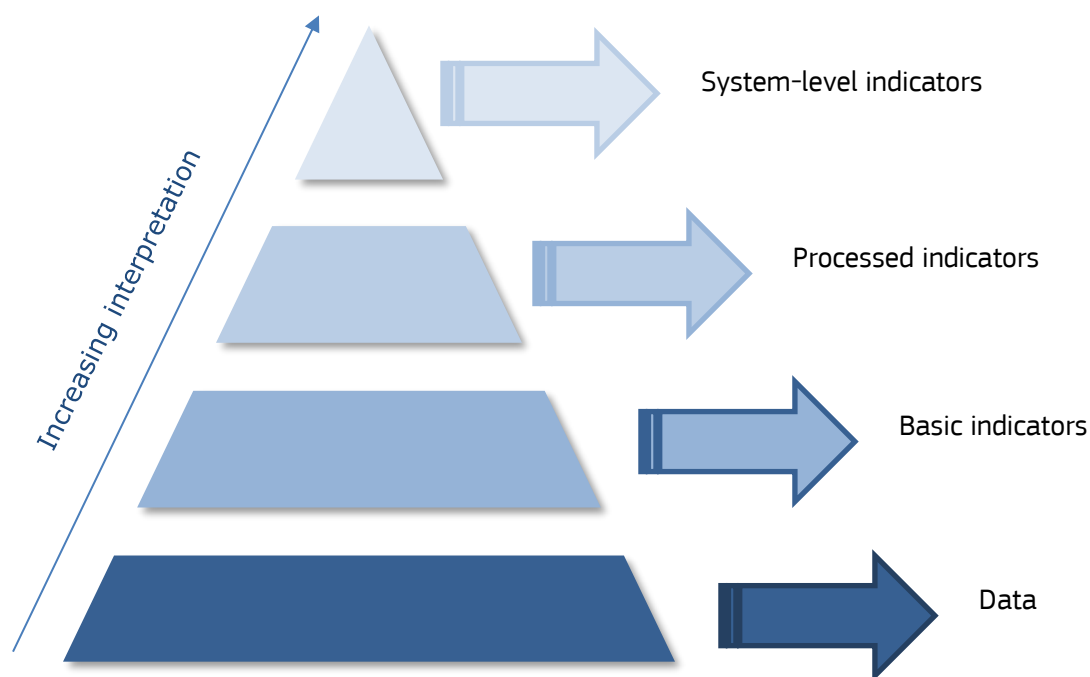 System-level indicators
Increasing interpretation
Processed indicators
Basic indicators
Data